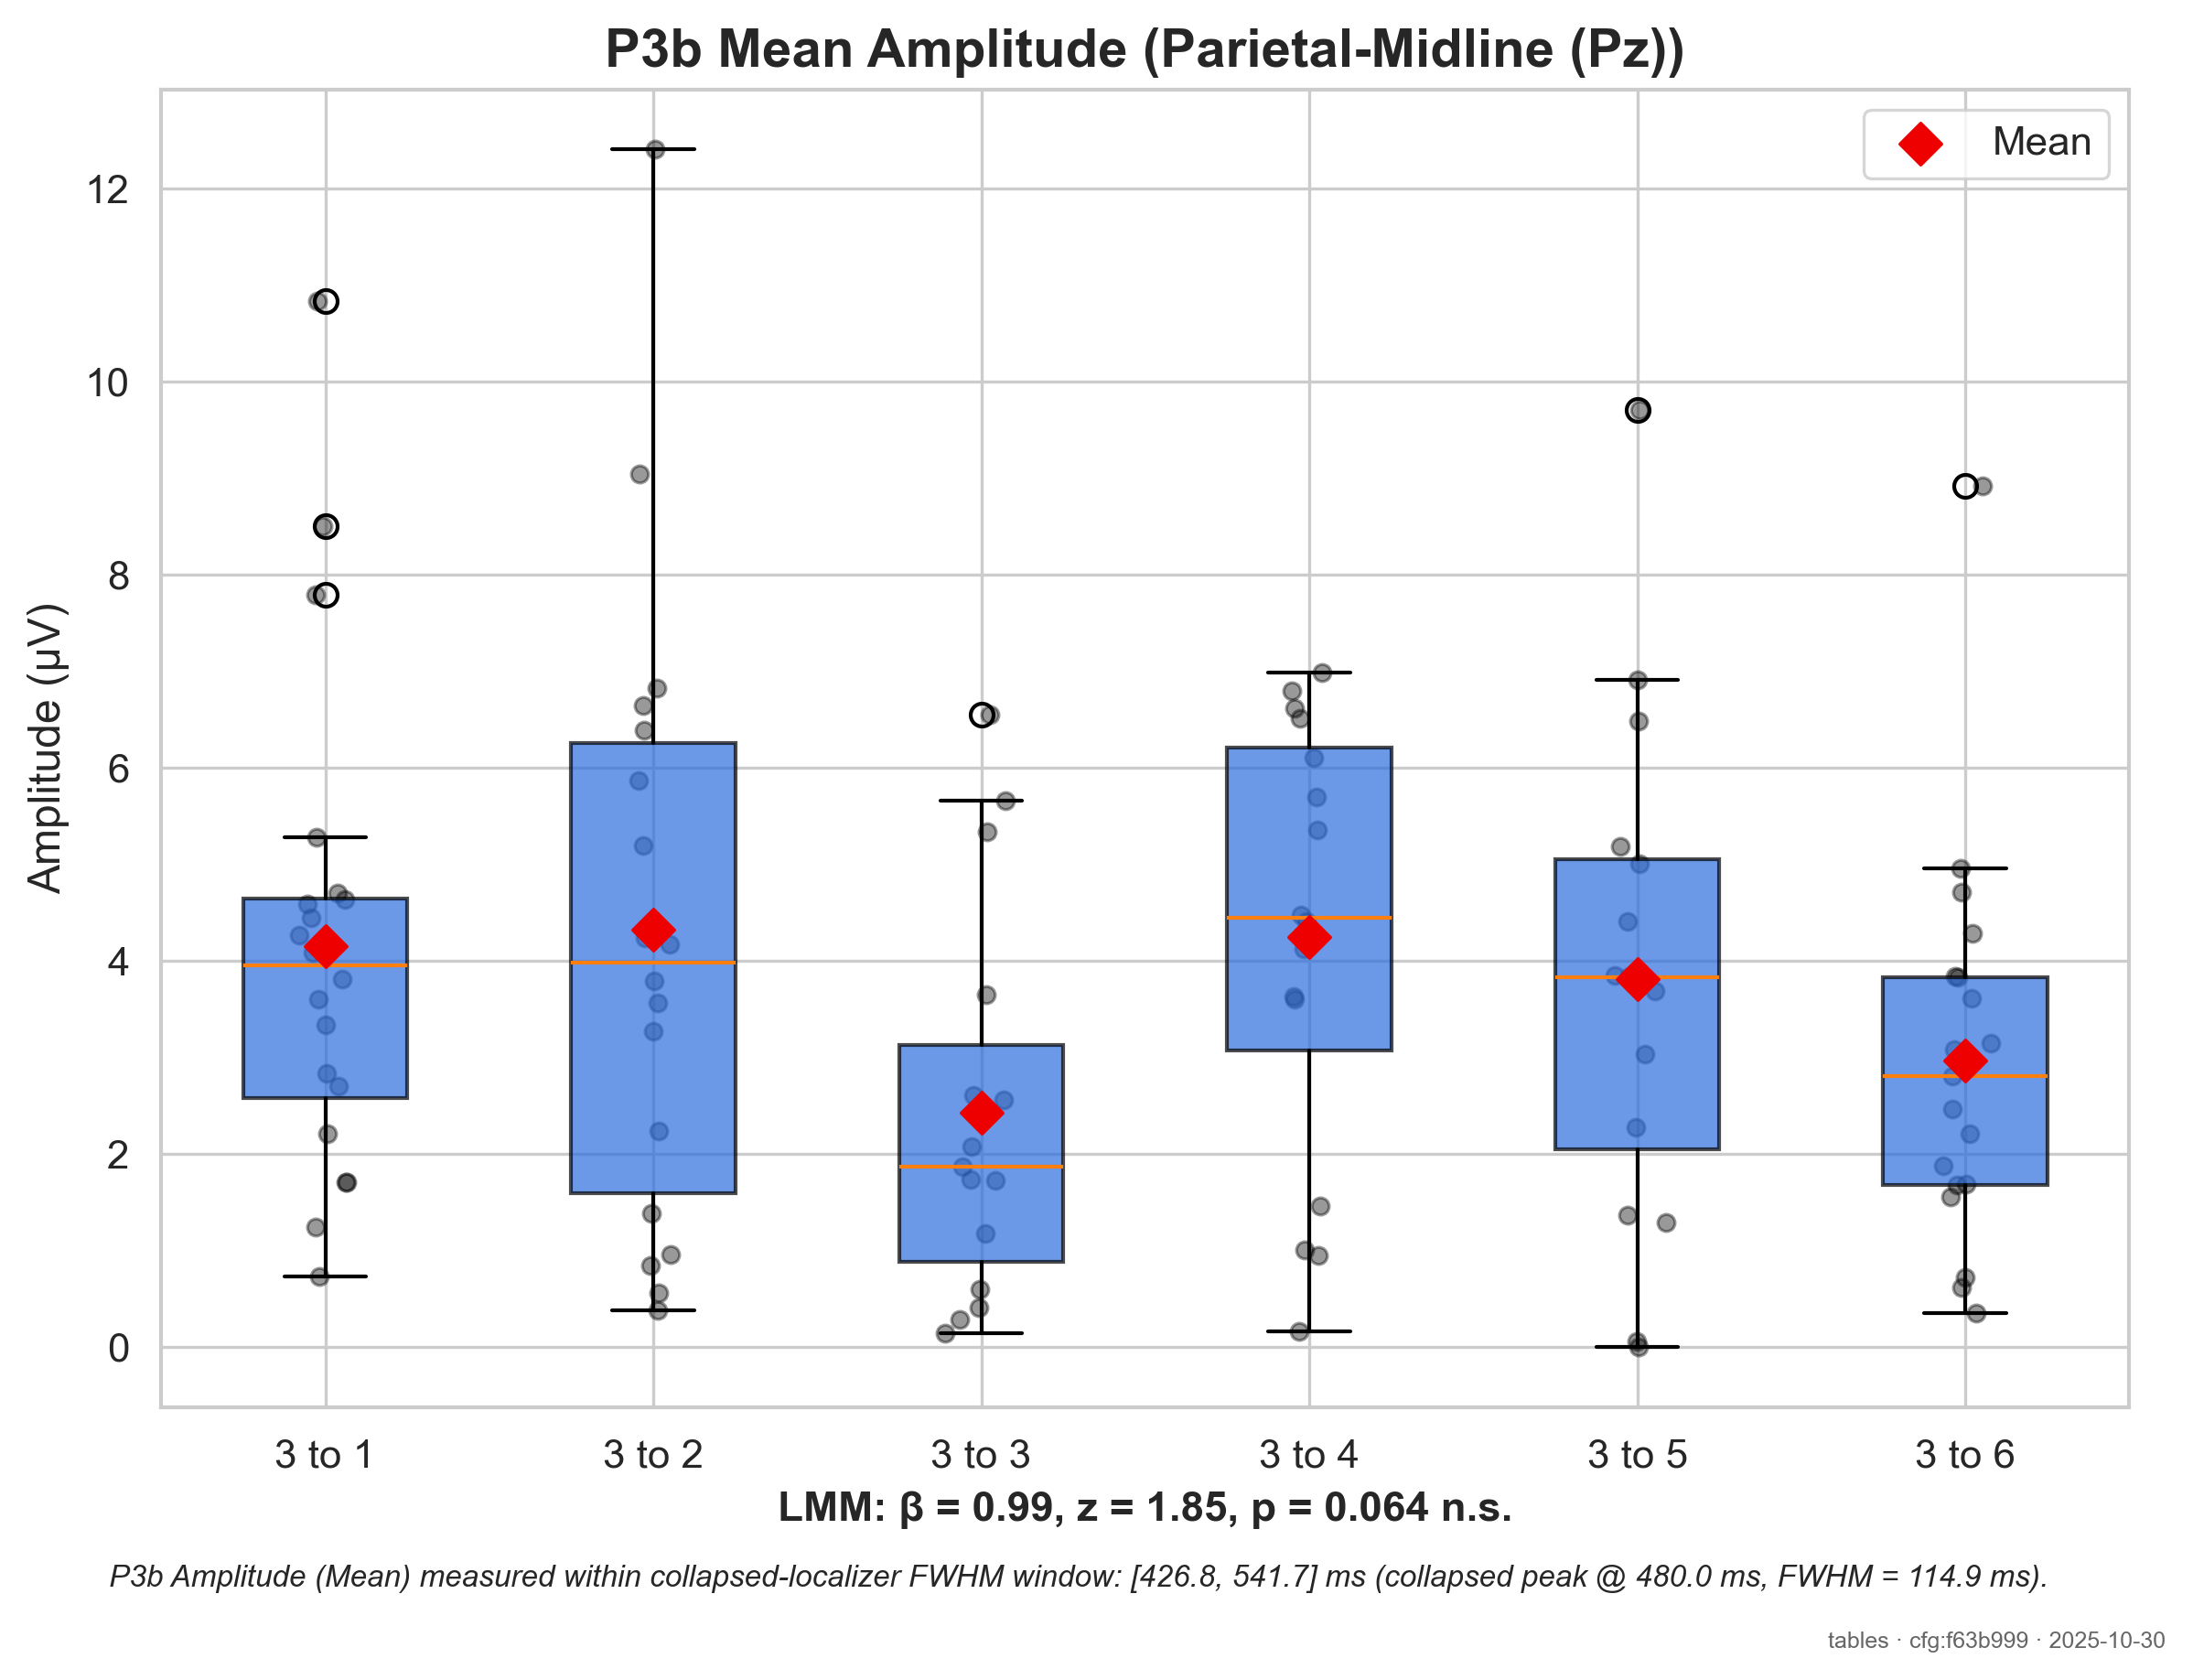 P3b Mean Amplitude (Parietal-Midline (Pz))
Mean
Amplitude (µV)
12
10
8
6
4
2
0
3 to 1 3 to 2 3 to 3 3 to 4 3 to 5 3 to 6
LMM: β = 0.99, z = 1.85, p = 0.064 n.s.
P3b Amplitude (Mean) measured within collapsed-localizer FWHM window: [426.8, 541.7] ms (collapsed peak @ 480.0 ms, FWHM = 114.9 ms).
tables · cfg:f63b999 · 2025-10-30